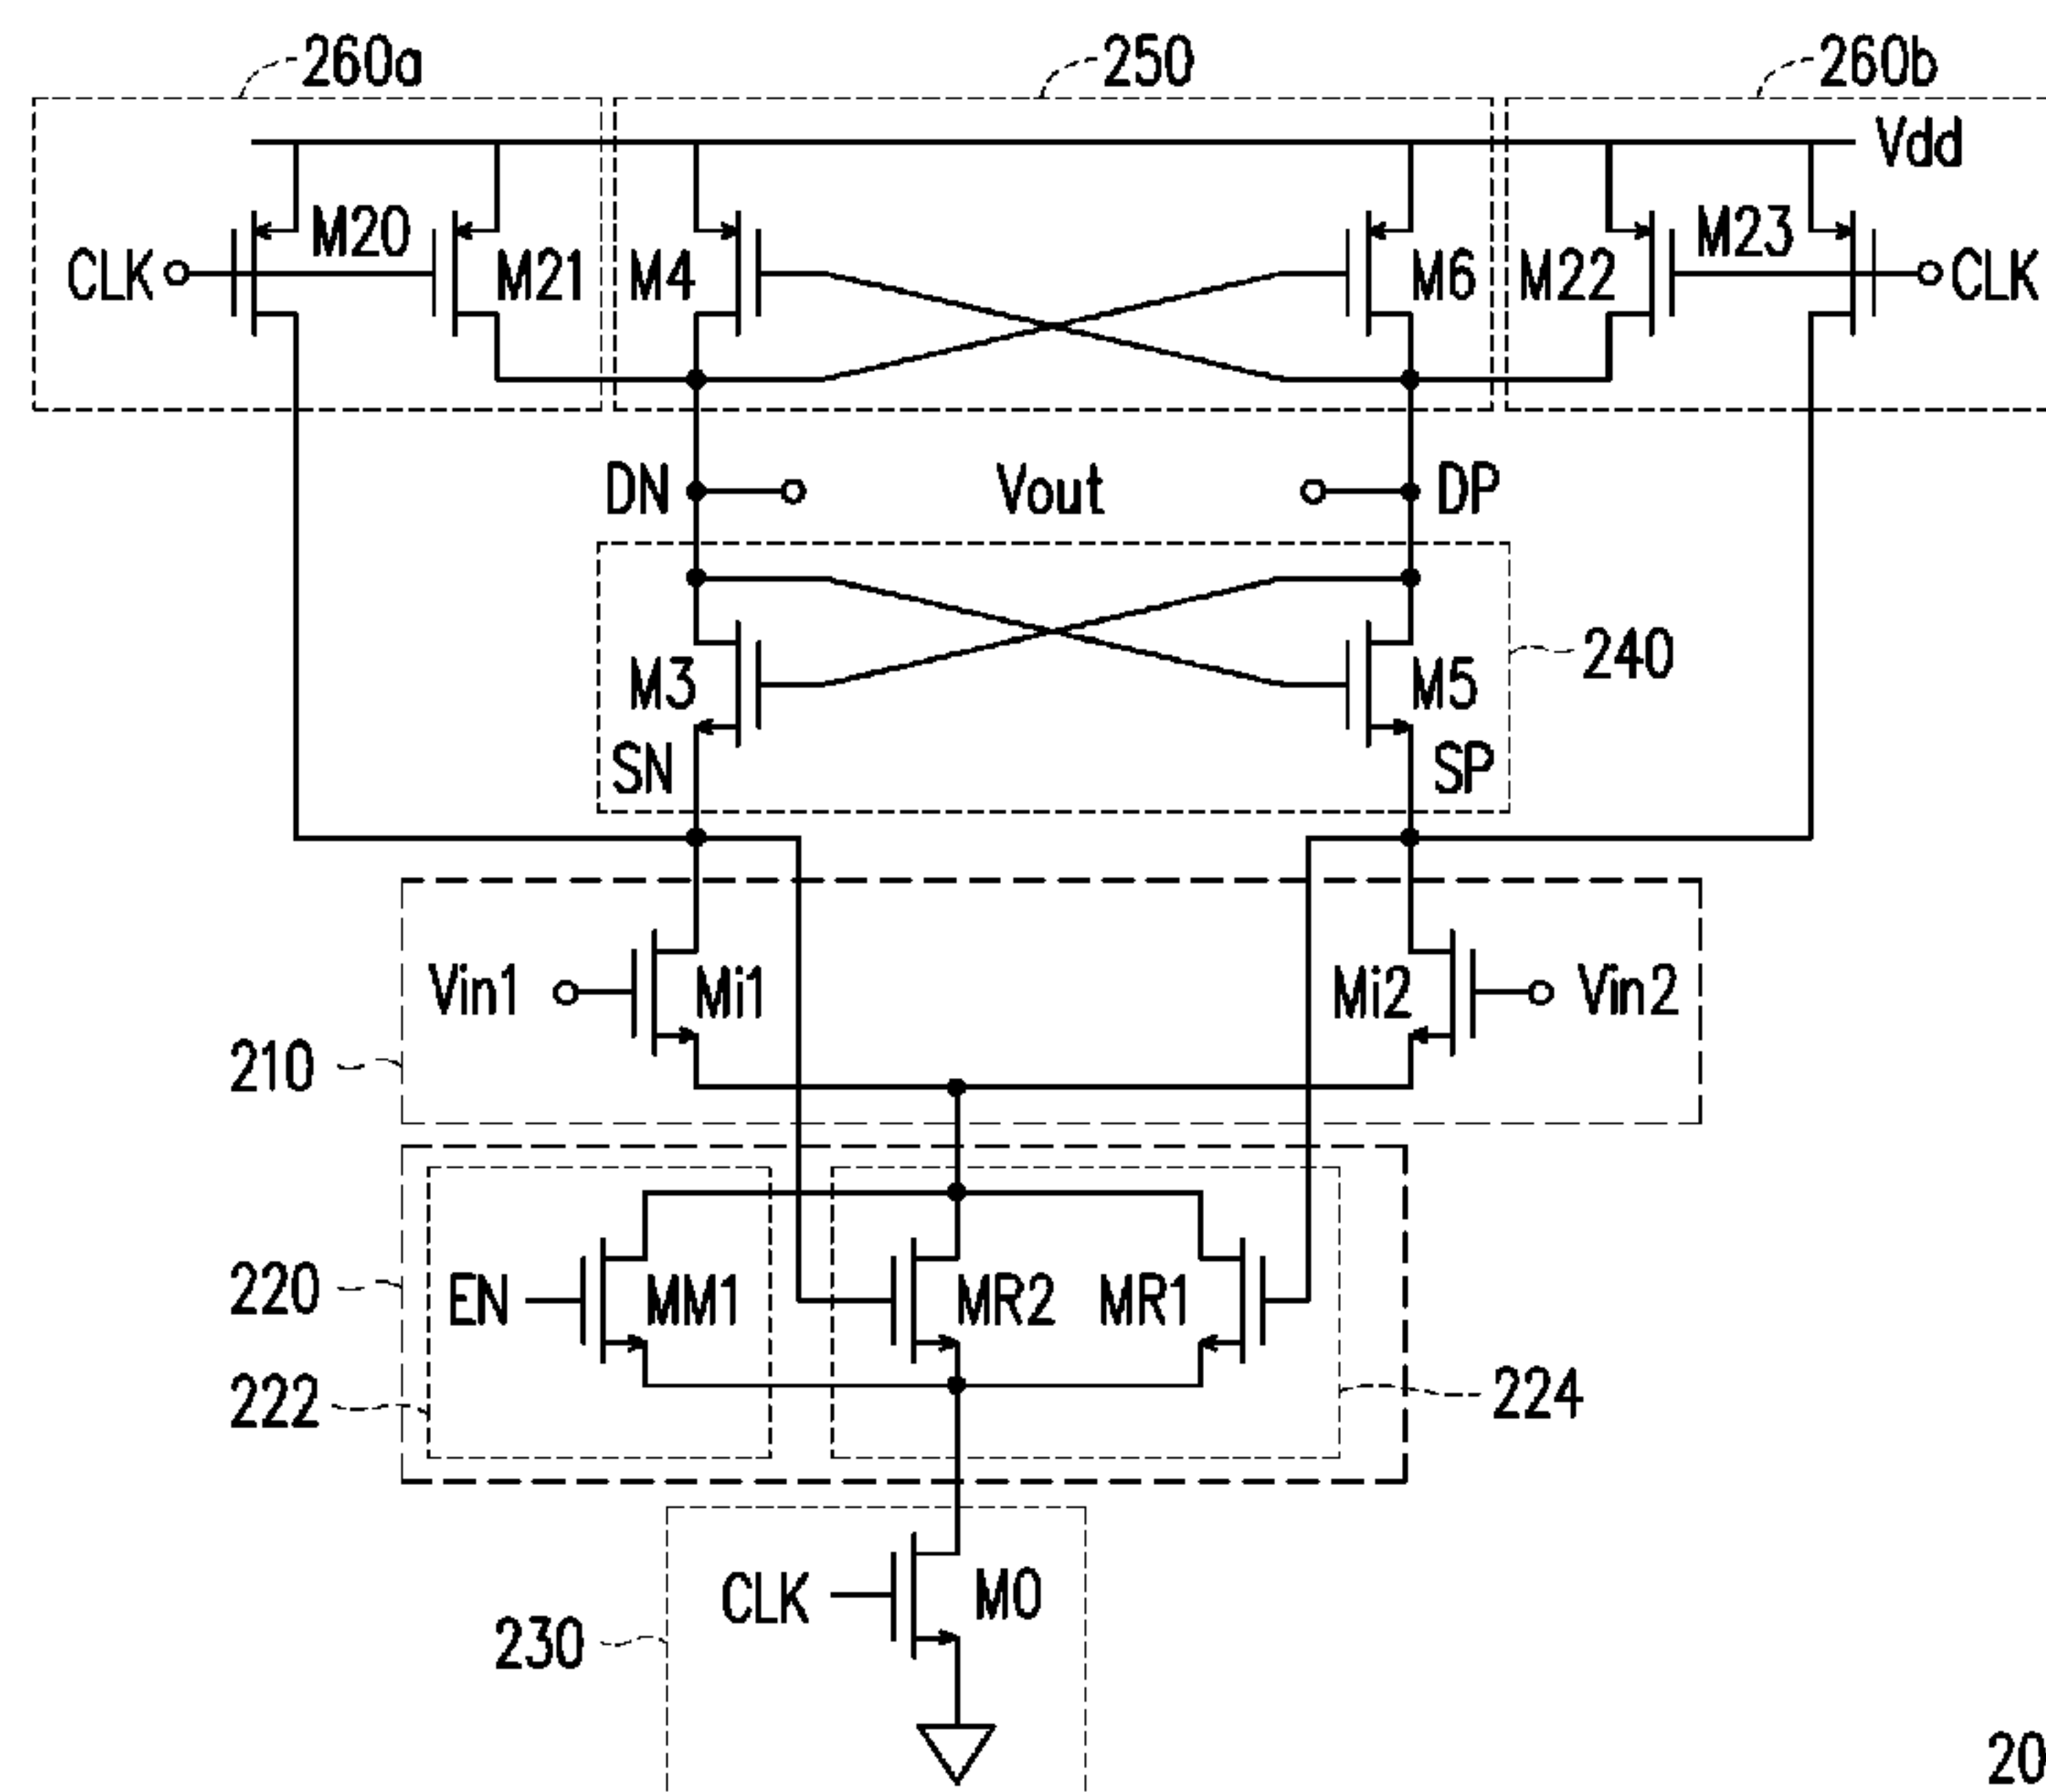 260a 250 260b
Vdd
CLK M20 M21 M4 M6 M22 M23 CLK
DN Vout DP
M3 M5 240
SN SP
Vin1 Mi1 Mi2 Vin2
210
220 EN MM1 MR2 MR1
222 224
CLK M0
230
20